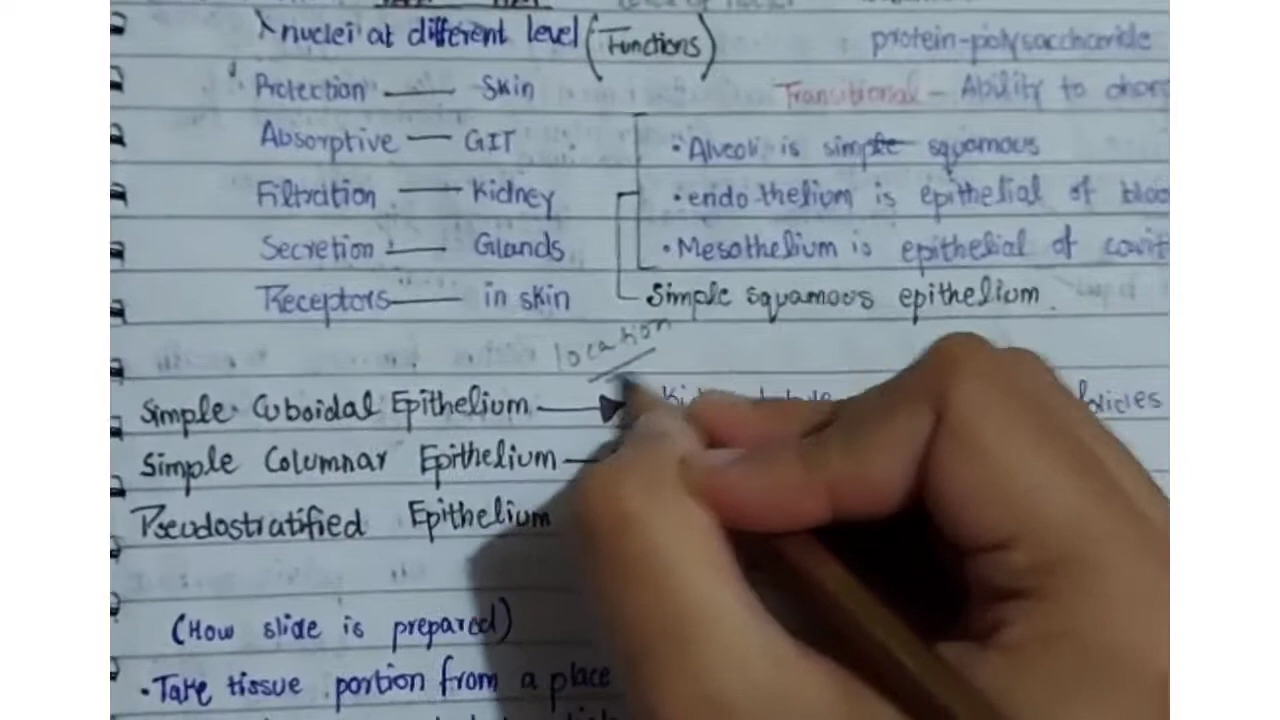 nuclei at different level (Functions)
protein-polysaccharide
Protection — Skin
Transitional - Ability to
Absorptive — GIT
• Alveoli is simple squamous
Filtration — Kidney
• endothelium is epithelial of
Secretion — Glands
• Mesothelium is epithelial of
Receptors — in skin
Simple squamous epithelium.
location
Simple Cuboidal Epithelium
Simple Columnar Epithelium —
Pseudostratified Epithelium
(How slide is prepared)
• Take tissue portion from a place